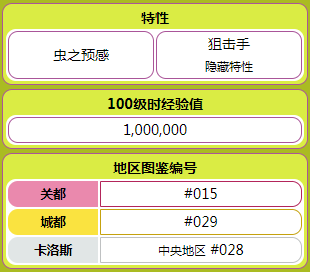 特性
虫之预感
狙击手
隐藏特性
100级时经验值
1,000,000
地区图鉴编号
关都 #015
城都 #029
卡洛斯 中央地区 #028